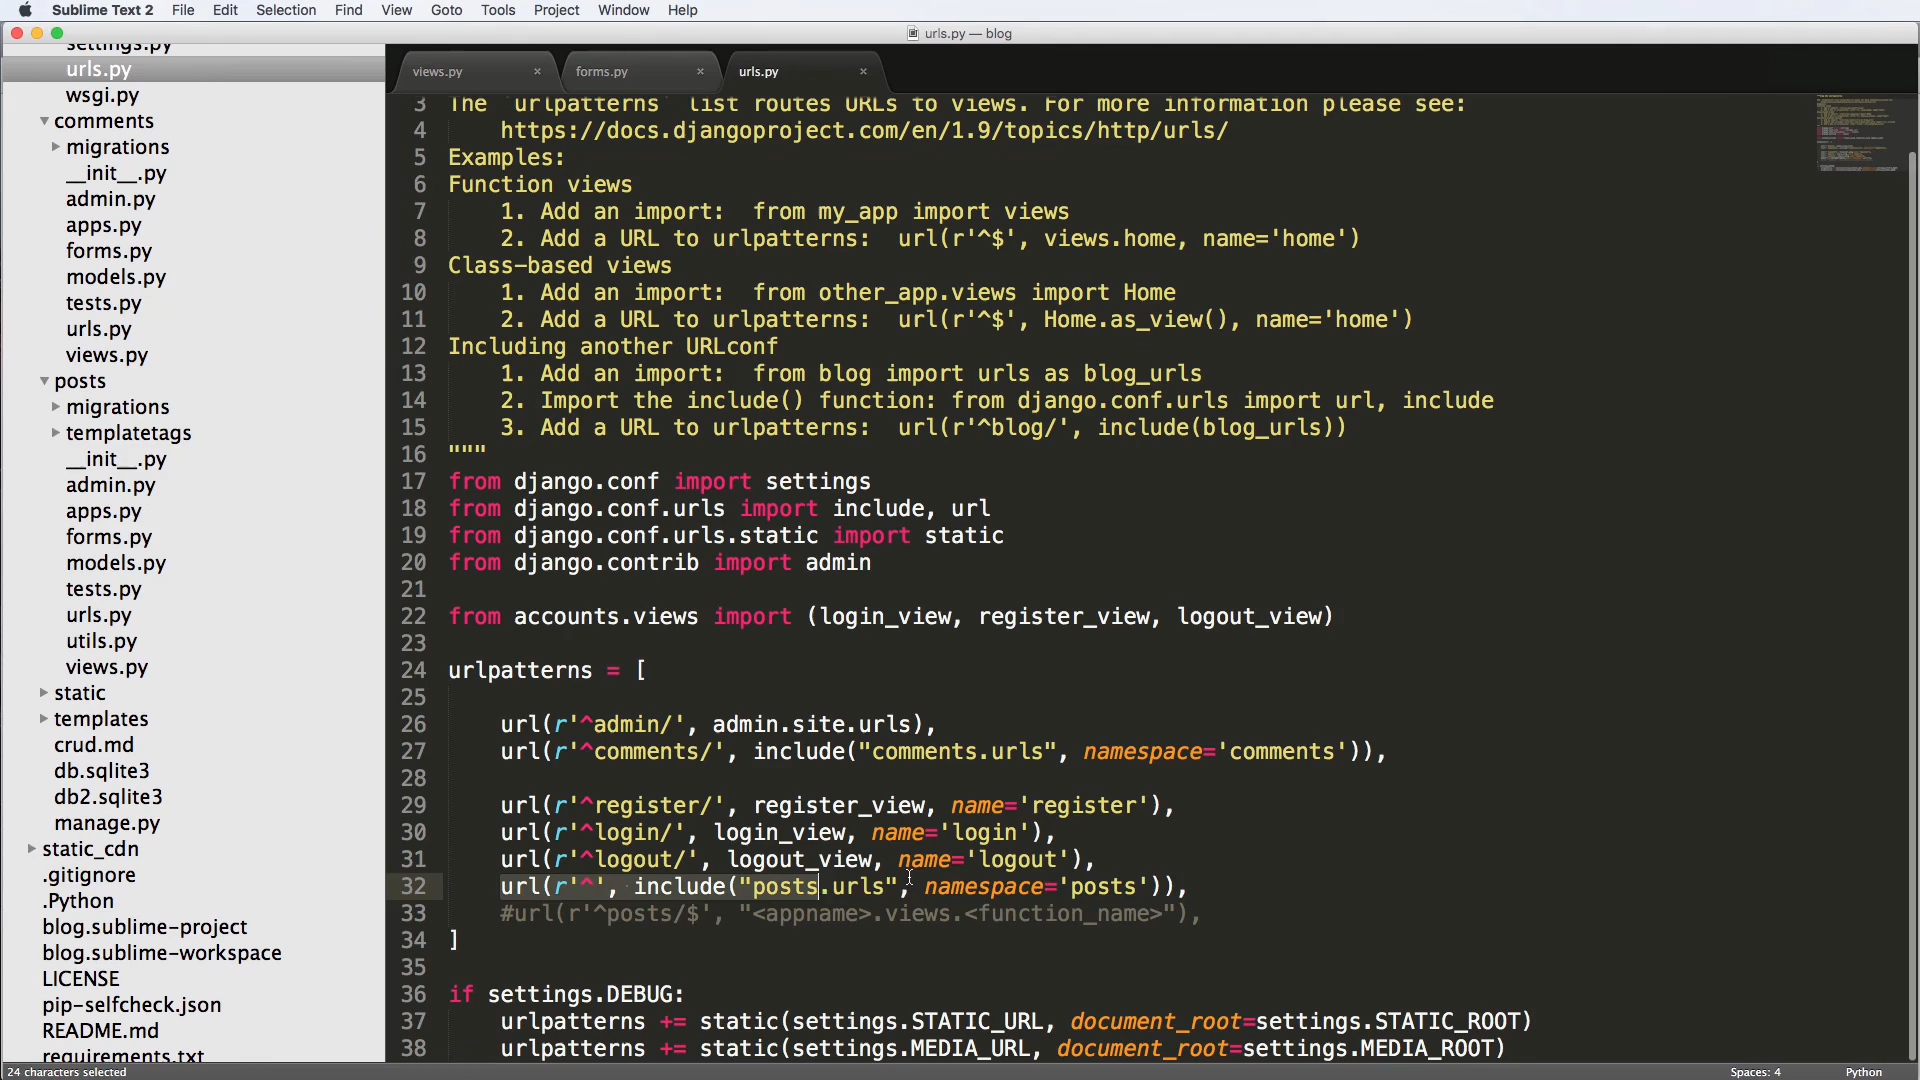 Sublime Text 2 File Edit Selection Find View Goto Tools Project Window Help
urls.py — blog
settings.py
urls.py
wsgi.py
comments
migrations
__init__.py
admin.py
apps.py
forms.py
models.py
tests.py
urls.py
views.py
posts
migrations
templatetags
__init__.py
admin.py
apps.py
forms.py
models.py
tests.py
urls.py
utils.py
views.py
static
templates
crud.md
db.sqlite3
db2.sqlite3
manage.py
static_cdn
.gitignore
.Python
blog.sublime-project
blog.sublime-workspace
LICENSE
pip-selfcheck.json
README.md
requirements.txt
views.py × forms.py × urls.py ×
3 The `urlpatterns` list routes URLs to views. For more information please see:
4     https://docs.djangoproject.com/en/1.9/topics/http/urls/
5 Examples:
6 Function views
7     1. Add an import:  from my_app import views
8     2. Add a URL to urlpatterns:  url(r'^$', views.home, name='home')
9 Class-based views
10     1. Add an import:  from other_app.views import Home
11     2. Add a URL to urlpatterns:  url(r'^$', Home.as_view(), name='home')
12 Including another URLconf
13     1. Add an import:  from blog import urls as blog_urls
14     2. Import the include() function: from django.conf.urls import url, include
15     3. Add a URL to urlpatterns:  url(r'^blog/', include(blog_urls))
16 """
17 from django.conf import settings
18 from django.conf.urls import include, url
19 from django.conf.urls.static import static
20 from django.contrib import admin
21
22 from accounts.views import (login_view, register_view, logout_view)
23
24 urlpatterns = [
25
26     url(r'^admin/', admin.site.urls),
27     url(r'^comments/', include("comments.urls", namespace='comments')),
28
29     url(r'^register/', register_view, name='register'),
30     url(r'^login/', login_view, name='login'),
31     url(r'^logout/', logout_view, name='logout'),
32     url(r'^', include("posts.urls", namespace='posts')),
33     #url(r'^posts/$', "<appname>.views.<function_name>"),
34 ]
35
36 if settings.DEBUG:
37     urlpatterns += static(settings.STATIC_URL, document_root=settings.STATIC_ROOT)
38     urlpatterns += static(settings.MEDIA_URL, document_root=settings.MEDIA_ROOT)
24 characters selected Spaces: 4 Python